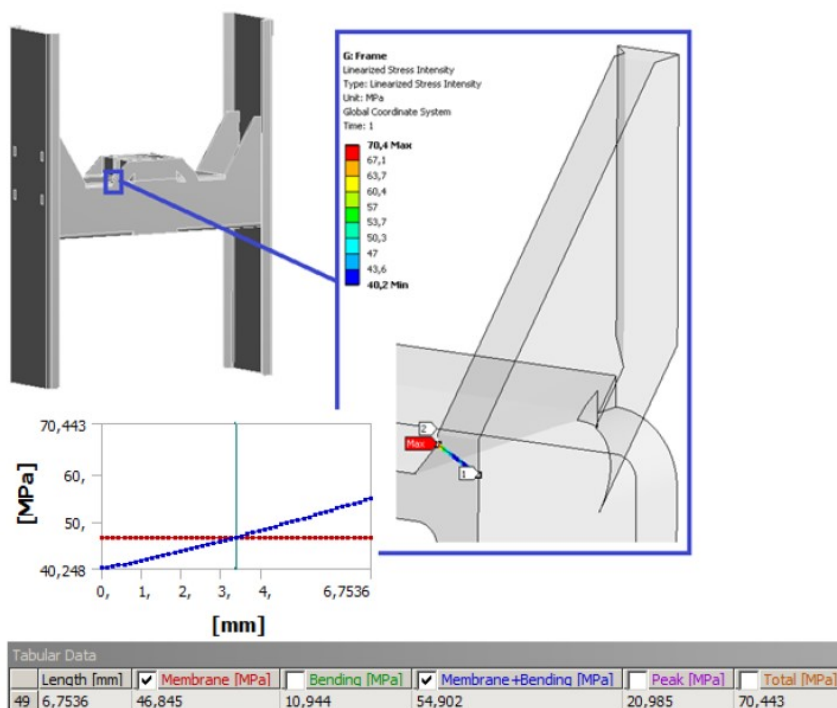 G: Frame
Linearized Stress Intensity
Type: Linearized Stress Intensity
Unit: MPa
Global Coordinate System
Time: 1
70,4 Max
67,1
63,7
60,4
57
53,7
50,3
47
43,6
40,2 Min
2
Max
1
70,443
60,
50,
40,248
[MPa]
0, 1, 2, 3, 4, 6,7536
[mm]
Tabular Data
Length [mm] Membrane [MPa] Bending [MPa] Membrane+Bending [MPa] Peak [MPa] Total [MPa]
49 6,7536 46,845 10,944 54,902 20,985 70,443